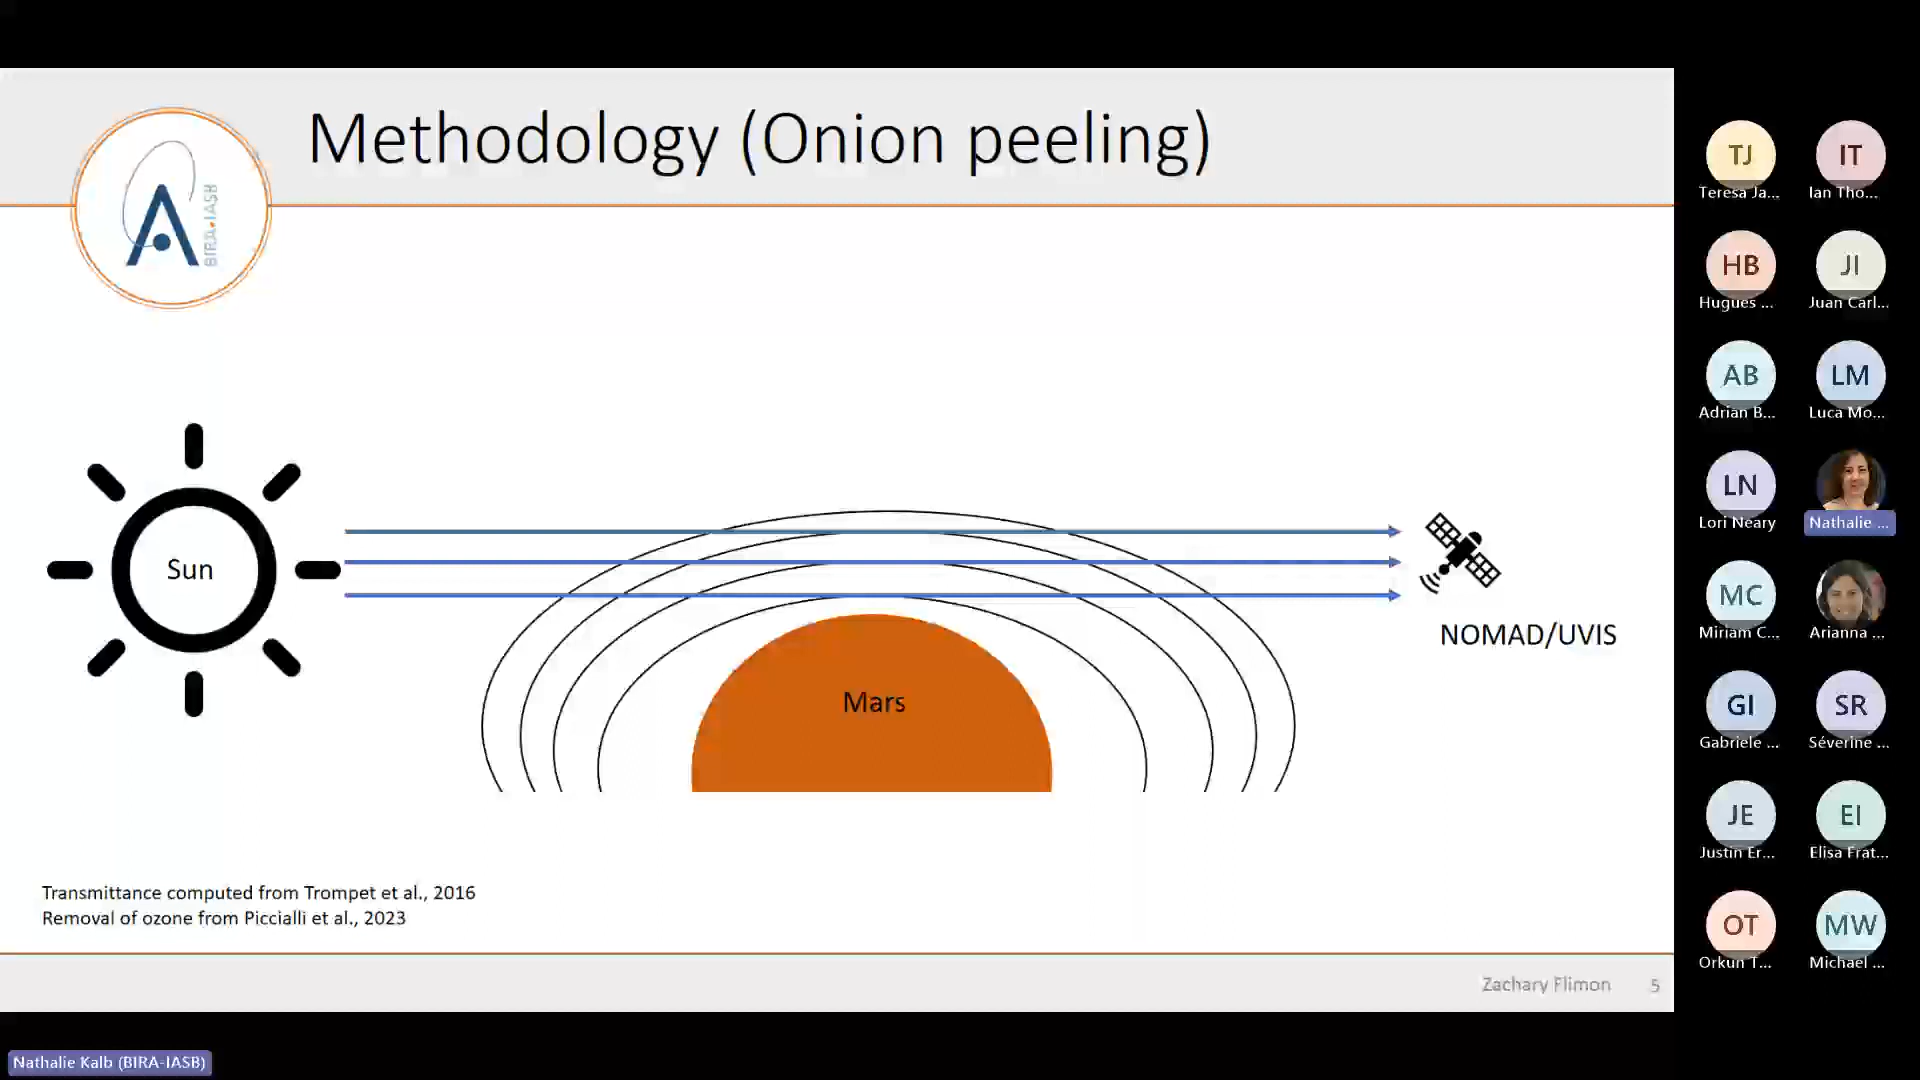 Methodology (Onion peeling)
BIRA.IASB
Sun
Mars
NOMAD/UVIS
Transmittance computed from Trompet et al., 2016
Removal of ozone from Piccialli et al., 2023
Zachary Flimon 5
TJ IT
Teresa Ja... Ian Tho...
HB JI
Hugues ... Juan Carl...
AB LM
Adrian B... Luca Mo...
LN
Lori Neary Nathalie ...
MC
Miriam C... Arianna ...
GI SR
Gabriele ... Séverine ...
JE EI
Justin Er... Elisa Frat...
OT MW
Orkun T... Michael ...
Nathalie Kalb (BIRA-IASB)